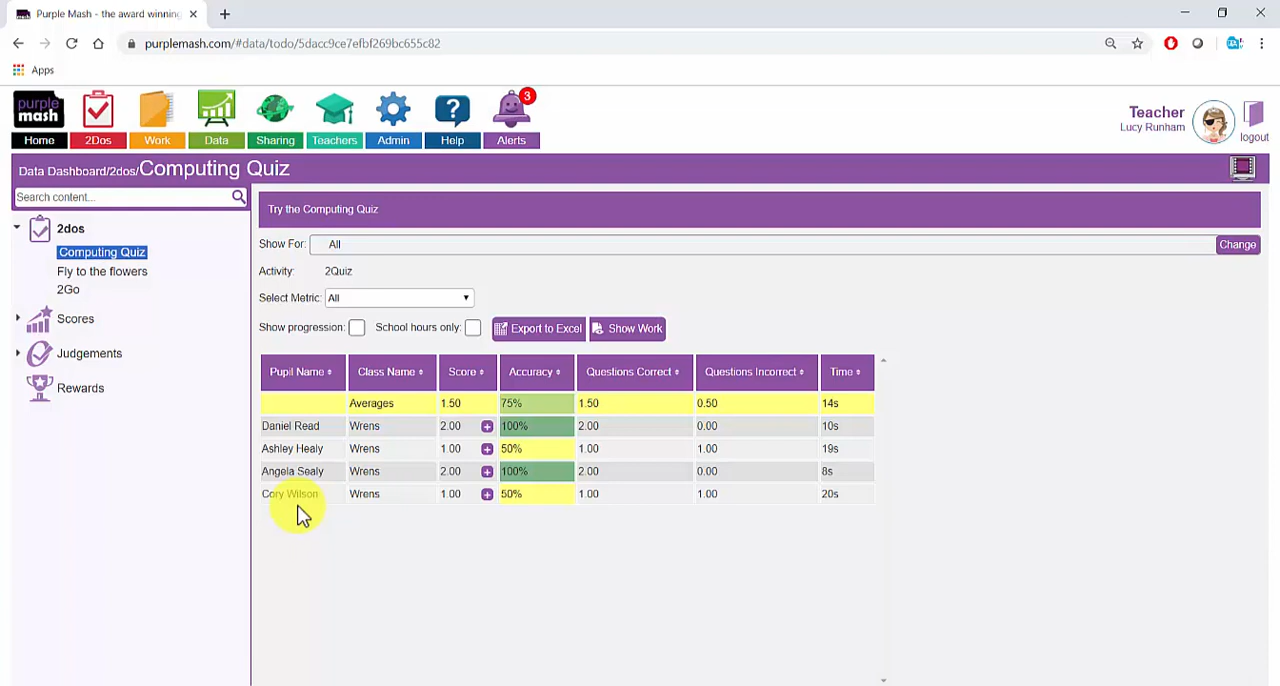 Purple Mash - the award winning
purplemash.com/#data/todo/5dacc9ce7efbf269bc655c82
Apps
purple mash
Home
2Dos
Work
Data
Sharing
Teachers
Admin
Help
3
Alerts
Teacher
Lucy Runham
logout
Data Dashboard/2dos/Computing Quiz
Search content...
2dos
Computing Quiz
Fly to the flowers
2Go
Scores
Judgements
Rewards
Try the Computing Quiz
Show For: All Change
Activity: 2Quiz
Select Metric: All
Show progression: School hours only: Export to Excel Show Work
Pupil Name Class Name Score Accuracy Questions Correct Questions Incorrect Time
Averages 1.50 75% 1.50 0.50 14s
Daniel Read Wrens 2.00 100% 2.00 0.00 10s
Ashley Healy Wrens 1.00 50% 1.00 1.00 19s
Angela Sealy Wrens 2.00 100% 2.00 0.00 8s
Cory Wilson Wrens 1.00 50% 1.00 1.00 20s